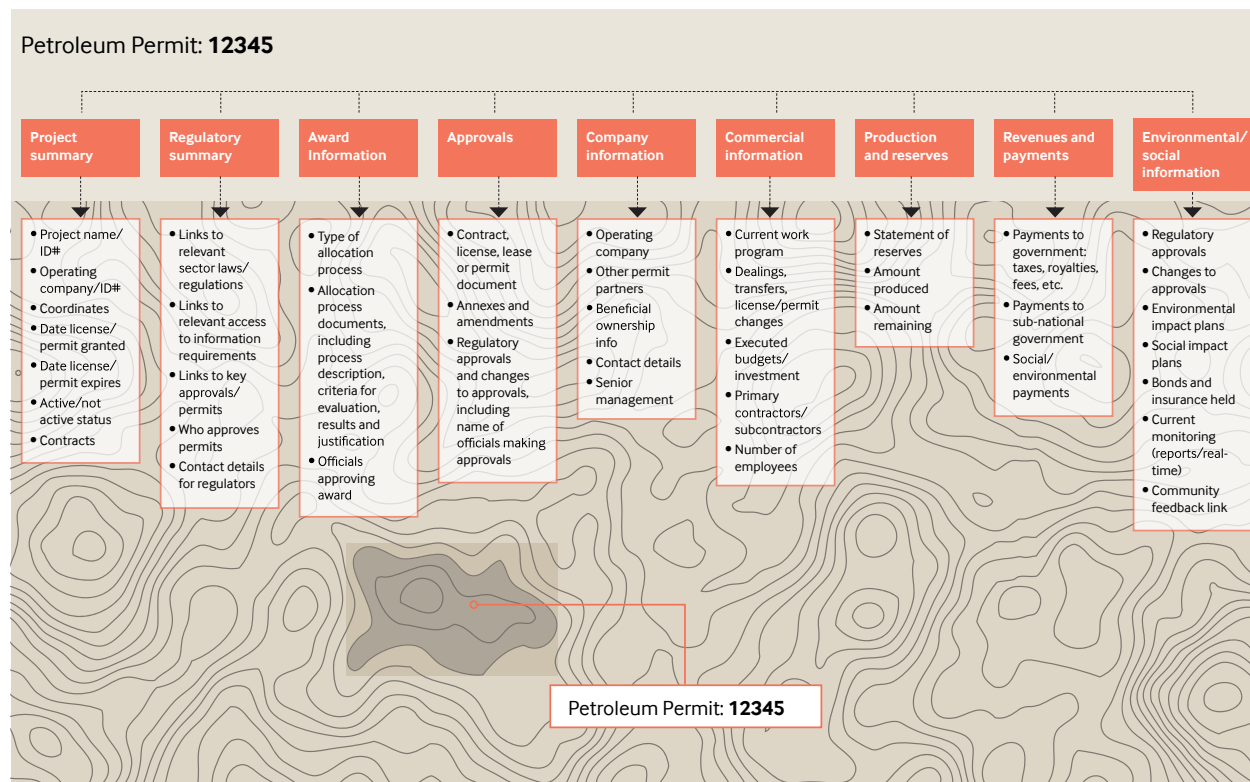 Petroleum Permit: 12345
Project
summary
Regulatory
summary
Award
Information
Approvals
Company
information
Commercial
information
Production
and reserves
Revenues and
payments
Environmental/
social
information
• Project name/
ID#
• Operating
company/ID#
• Coordinates
• Date license/
permit granted
• Date license/
permit expires
• Active/not
active status
• Contracts
• Links to
relevant
sector laws/
regulations
• Links to
relevant access
to information
requirements
• Links to key
approvals/
permits
• Who approves
permits
• Contact details
for regulators
• Type of
allocation
process
• Allocation
process
documents,
including
process
description,
criteria for
evaluation,
results and
justification
• Officials
approving
award
• Contract,
license, lease
or permit
document
• Annexes and
amendments
• Regulatory
approvals
and changes
to approvals,
including
name of
officials making
approvals
• Operating
company
• Other permit
partners
• Beneficial
ownership
info
• Contact details
• Senior
management
• Current work
program
• Dealings,
transfers,
license/permit
changes
• Executed
budgets/
investment
• Primary
contractors/
subcontractors
• Number of
employees
• Statement of
reserves
• Amount
produced
• Amount
remaining
• Payments to
government:
taxes, royalties,
fees, etc.
• Payments to
sub-national
government
• Social/
environmental
payments
• Regulatory
approvals
• Changes to
approvals
• Environmental
impact plans
• Social impact
plans
• Bonds and
insurance held
• Current
monitoring
(reports/real-
time)
• Community
feedback link
Petroleum Permit: 12345